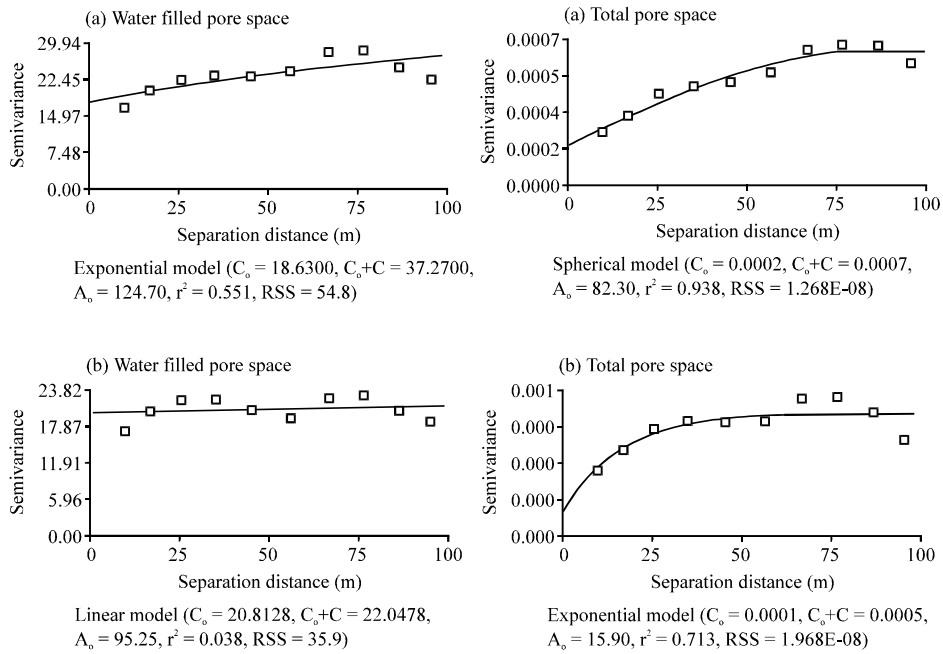 (a) Water filled pore space
29.94
22.45
14.97
7.48
0.00
Semivariance
0 25 50 75 100
Separation distance (m)
Exponential model (Cₒ = 18.6300, Cₒ+C = 37.2700,
Aₒ = 124.70, r² = 0.551, RSS = 54.8)
(a) Total pore space
0.0007
0.0005
0.0004
0.0002
0.0000
Semivariance
0 25 50 75 100
Separation distance (m)
Spherical model (Cₒ = 0.0002, Cₒ+C = 0.0007,
Aₒ = 82.30, r² = 0.938, RSS = 1.268E-08)
(b) Water filled pore space
23.82
17.87
11.91
5.96
0.00
Semivariance
0 25 50 75 100
Separation distance (m)
Linear model (Cₒ = 20.8128, Cₒ+C = 22.0478,
Aₒ = 95.25, r² = 0.038, RSS = 35.9)
(b) Total pore space
0.001
0.000
0.000
0.000
0.000
Semivariance
0 25 50 75 100
Separation distance (m)
Exponential model (Cₒ = 0.0001, Cₒ+C = 0.0005,
Aₒ = 15.90, r² = 0.713, RSS = 1.968E-08)